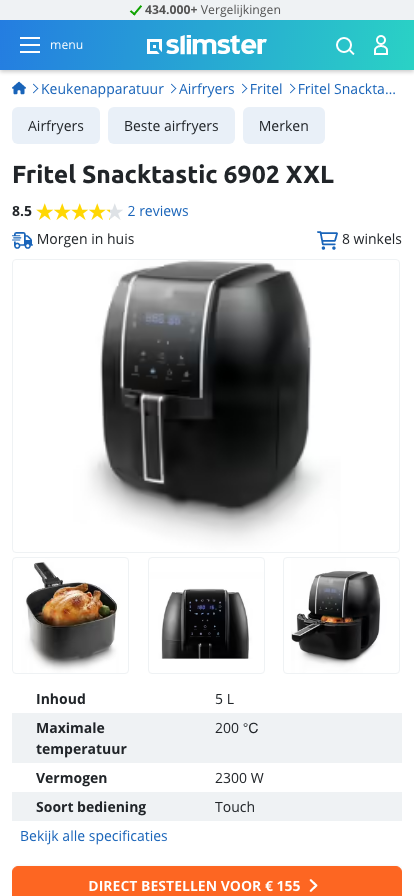 434.000+ Vergelijkingen
menu
slimster
Keukenapparatuur Airfryers Fritel Fritel Snackta...
Airfryers Beste airfryers Merken
Fritel Snacktastic 6902 XXL
8.5 2 reviews
Morgen in huis 8 winkels
Inhoud 5 L
Maximale temperatuur 200 °C
Vermogen 2300 W
Soort bediening Touch
Bekijk alle specificaties
DIRECT BESTELLEN VOOR € 155